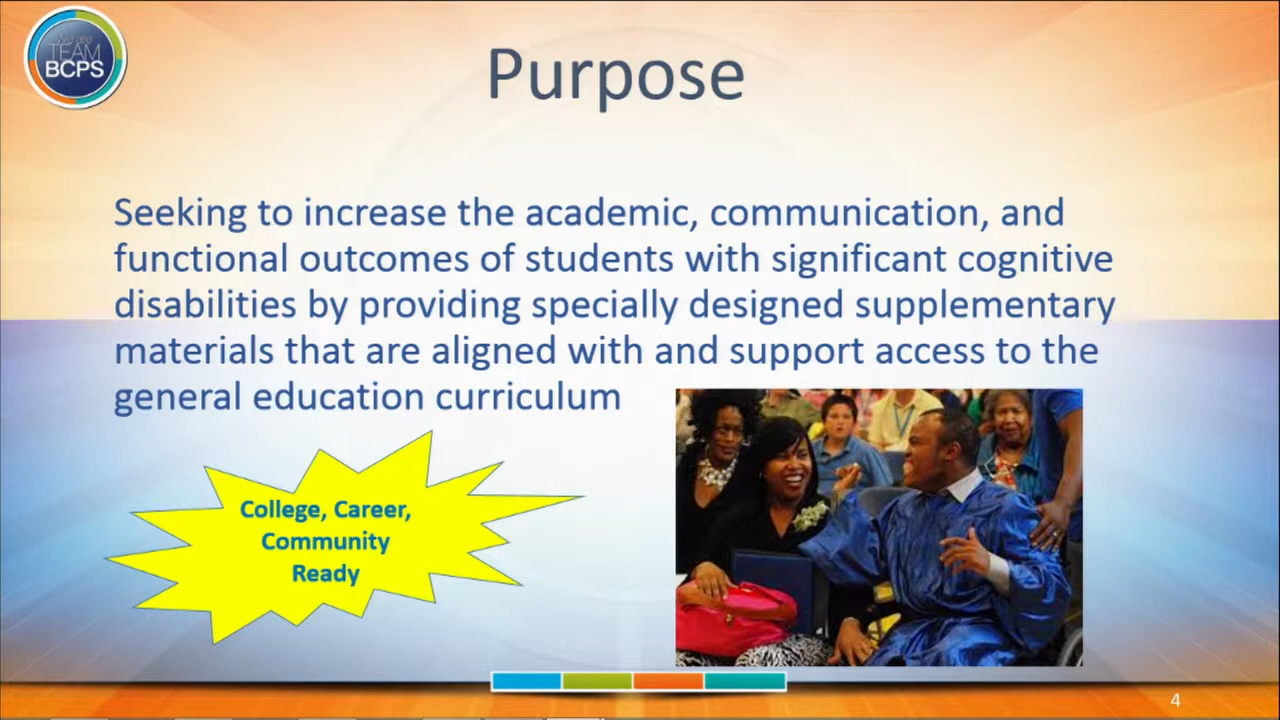 We are
TEAM
BCPS
Purpose
Seeking to increase the academic, communication, and
functional outcomes of students with significant cognitive
disabilities by providing specially designed supplementary
materials that are aligned with and support access to the
general education curriculum
College, Career,
Community
Ready
4